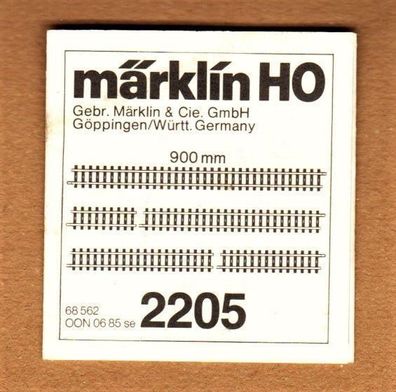 märklin HO
Gebr. Märklin & Cie. GmbH
Göppingen/Württ. Germany
900 mm
68 562
OON 06 85 se
2205